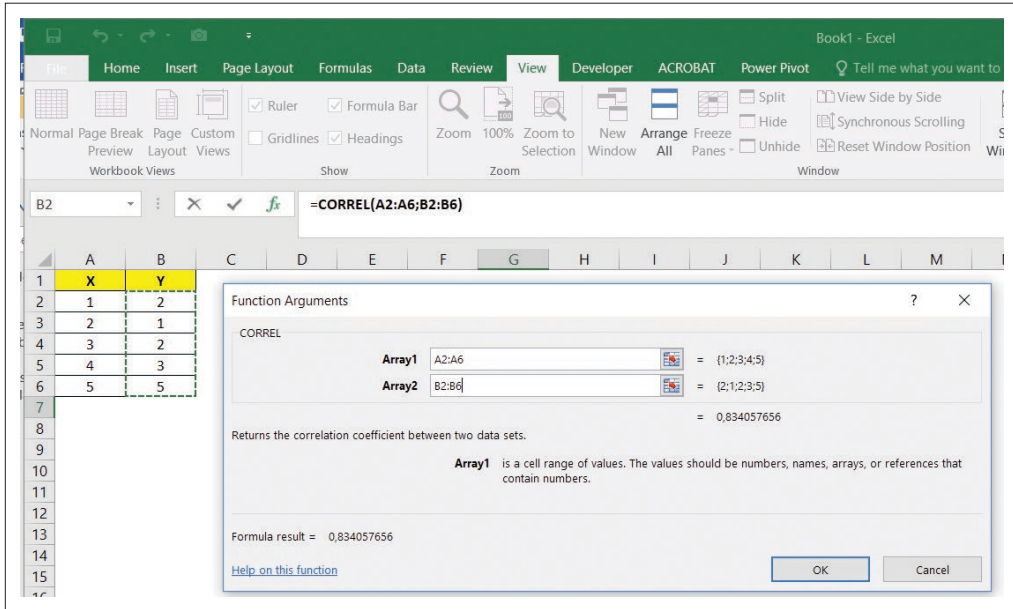 Book1 - Excel
File Home Insert Page Layout Formulas Data Review View Developer ACROBAT Power Pivot Tell me what you want to
Ruler Formula Bar Split View Side by Side
Gridlines Headings Hide Synchronous Scrolling
Normal Page Break Page Custom Zoom 100% Zoom to New Arrange Freeze Unhide Reset Window Position
Preview Layout Views Selection Window All Panes
Workbook Views Show Zoom Window
B2 fx =CORREL(A2:A6;B2:B6)
A B C D E F G H I J K L M
1 X Y
2 1 2
3 2 1
4 3 2
5 4 3
6 5 5
7
8
9
10
11
12
13
14
15
16
Function Arguments ? 
CORREL
Array1 A2:A6 = {1;2;3;4;5}
Array2 B2:B6 = {2;1;2;3;5}
= 0,834057656
Returns the correlation coefficient between two data sets.
Array1 is a cell range of values. The values should be numbers, names, arrays, or references that
contain numbers.
Formula result = 0,834057656
Help on this function OK Cancel